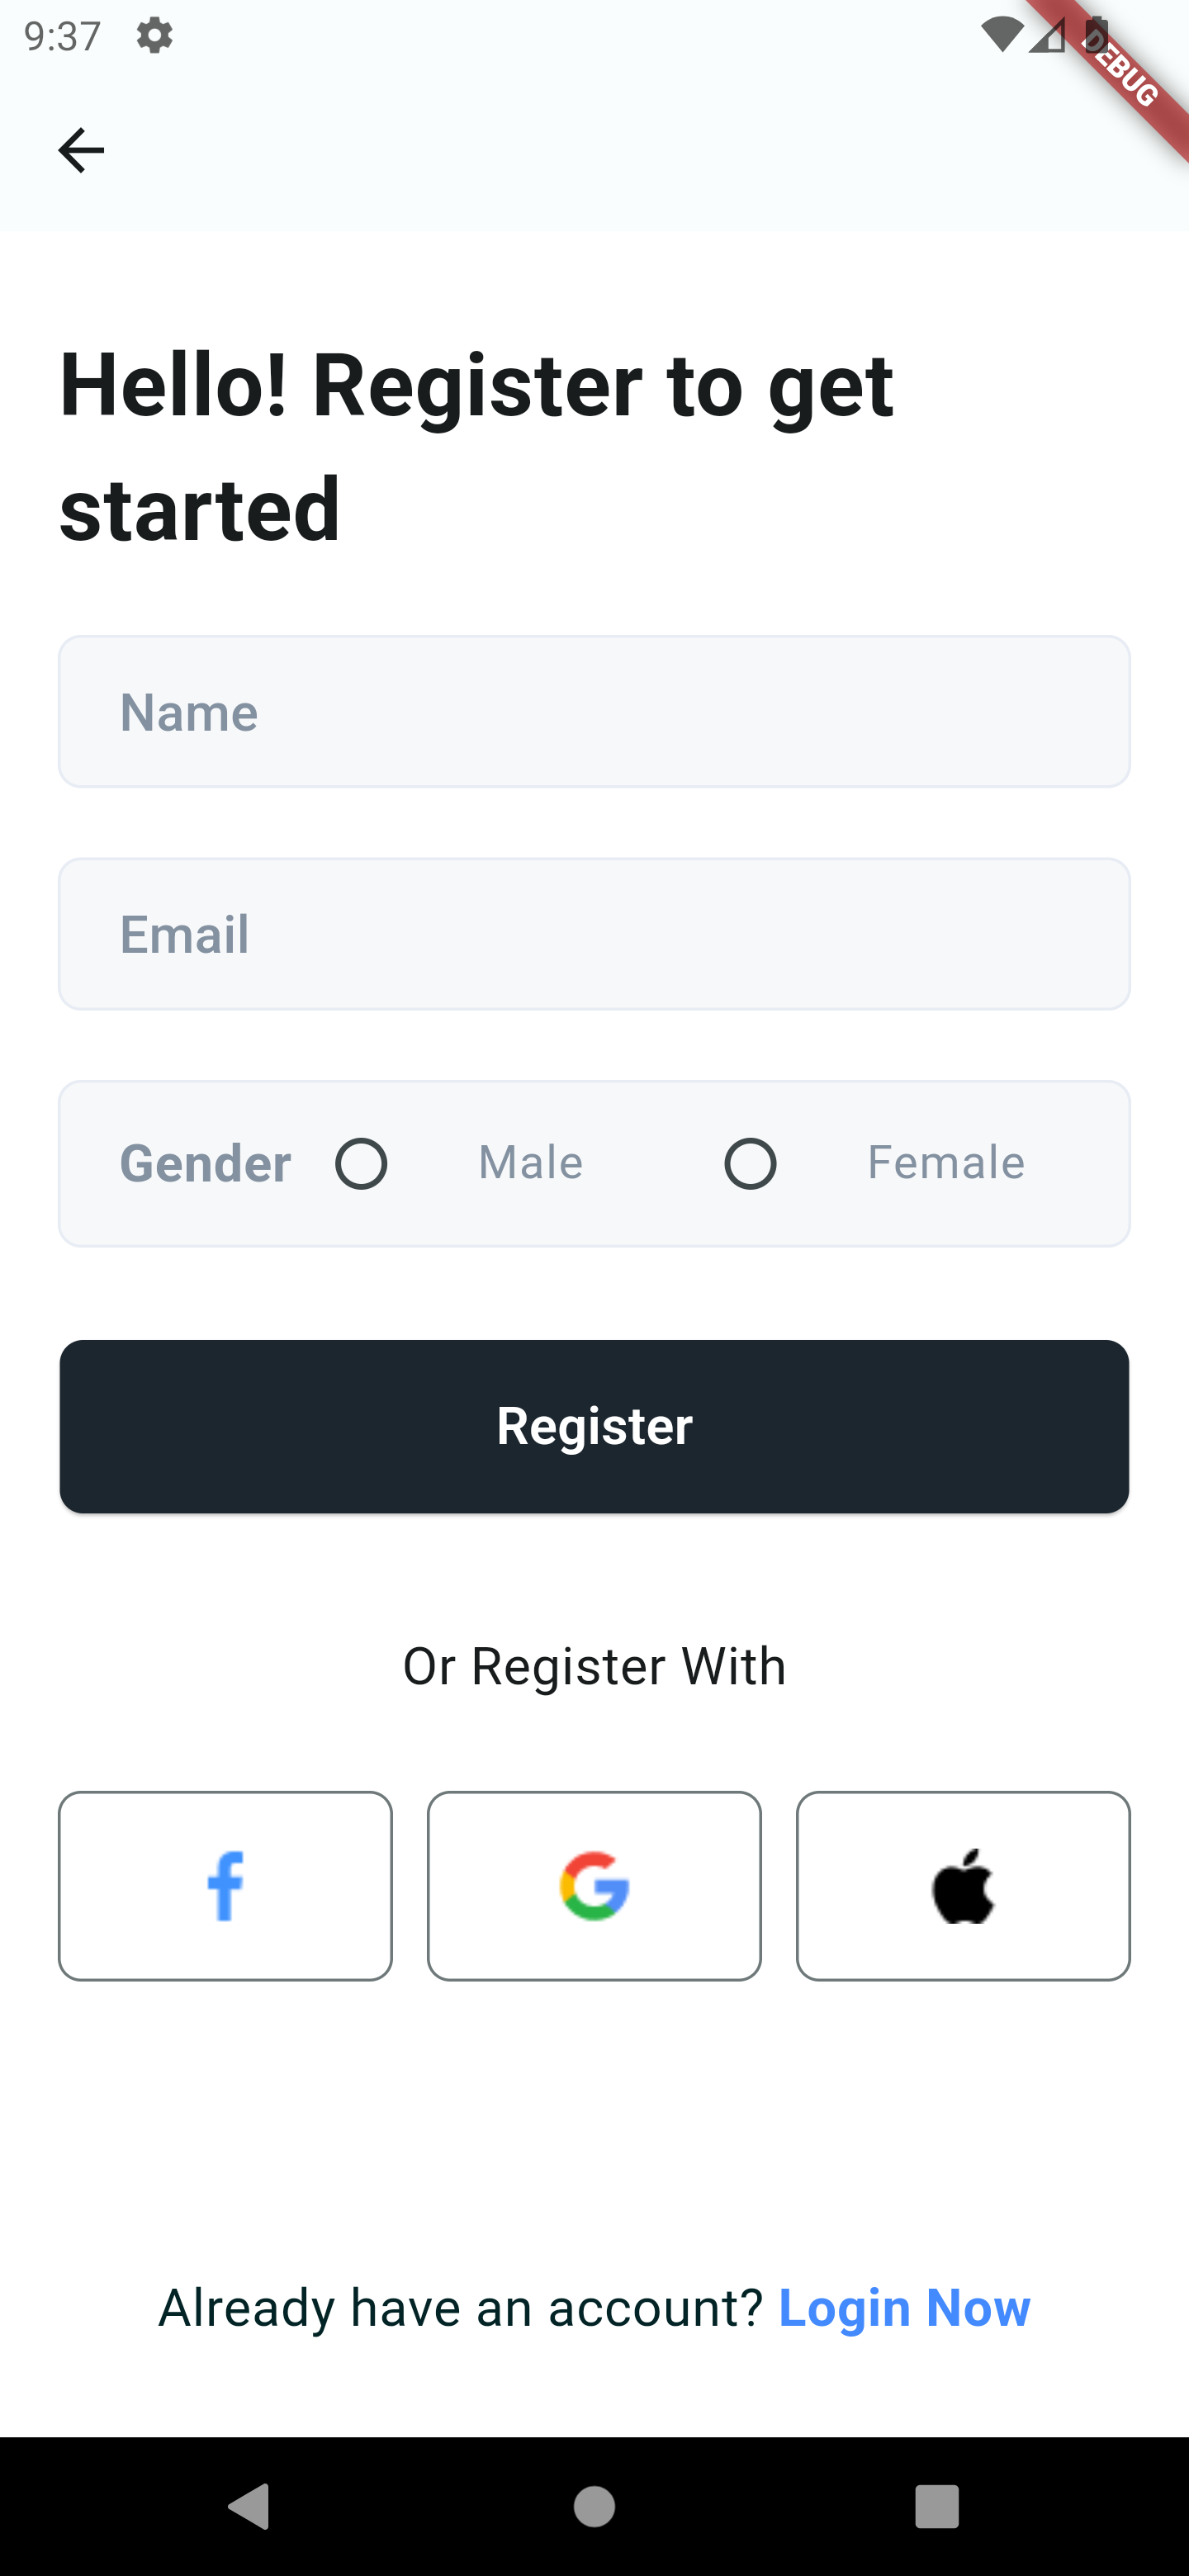 9:37
DEBUG
Hello! Register to get
started
Name
Email
Gender Male Female
Register
Or Register With
Already have an account? Login Now